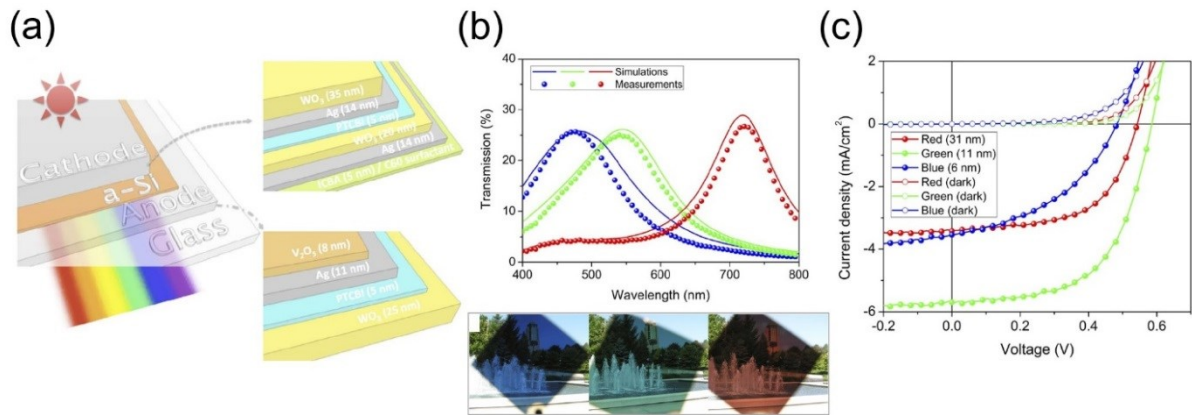 (a)
Cathode
a-Si
Anode
Glass
WO₃ (35 nm)
Ag (14 nm)
PTCBI (5 nm)
WO₃ (20 nm)
Ag (14 nm)
V₂O₅ (8 nm)
Ag (11 nm)
PTCBI (5 nm)
WO₃ (25 nm)
(b)
40
30
20
10
0
Transmission (%)
Simulations
Measurements
400 500 600 700 800
Wavelength (nm)
(c)
2
0
-2
-4
-6
Current density (mA/cm²)
Red (31 nm)
Green (11 nm)
Blue (6 nm)
Red (dark)
Green (dark)
Blue (dark)
-0.2 0.0 0.2 0.4 0.6
Voltage (V)